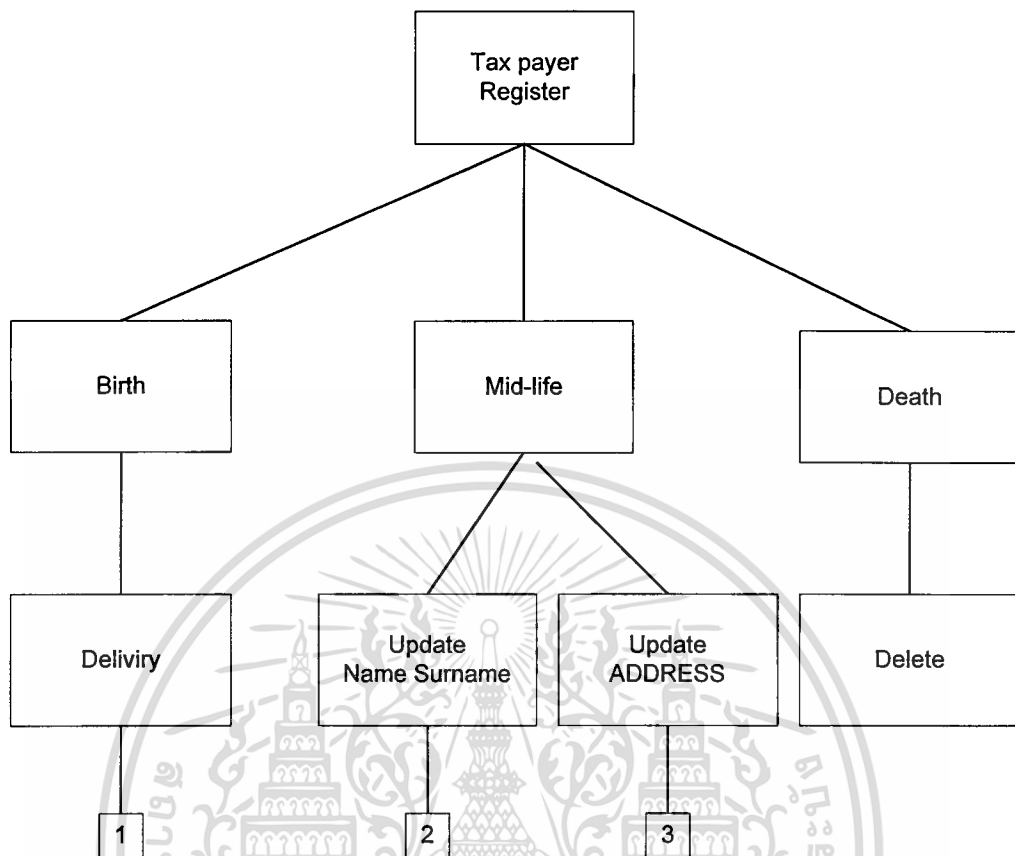 Tax payer
Register
Birth
Mid-life
Death
Deliviry
Update
Name Surname
Update
ADDRESS
Delete
1
2
3